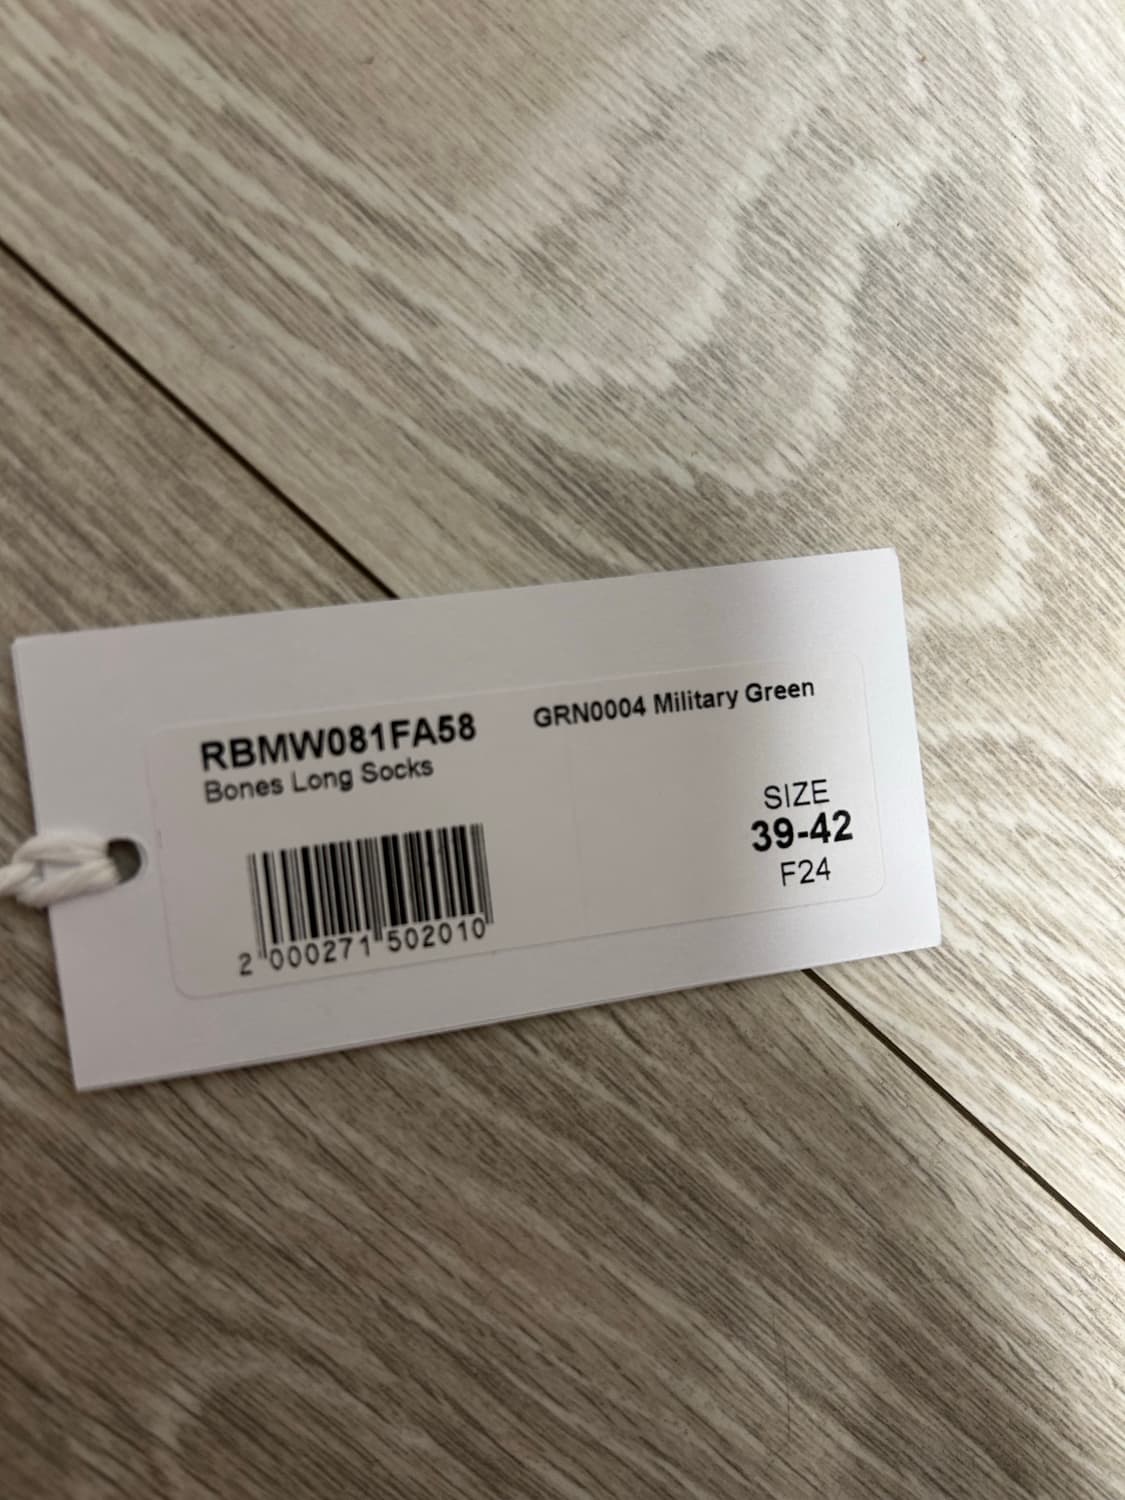 RBMW081FA58
Bones Long Socks
GRN0004 Military Green
SIZE
39-42
F24
2 000271 502010